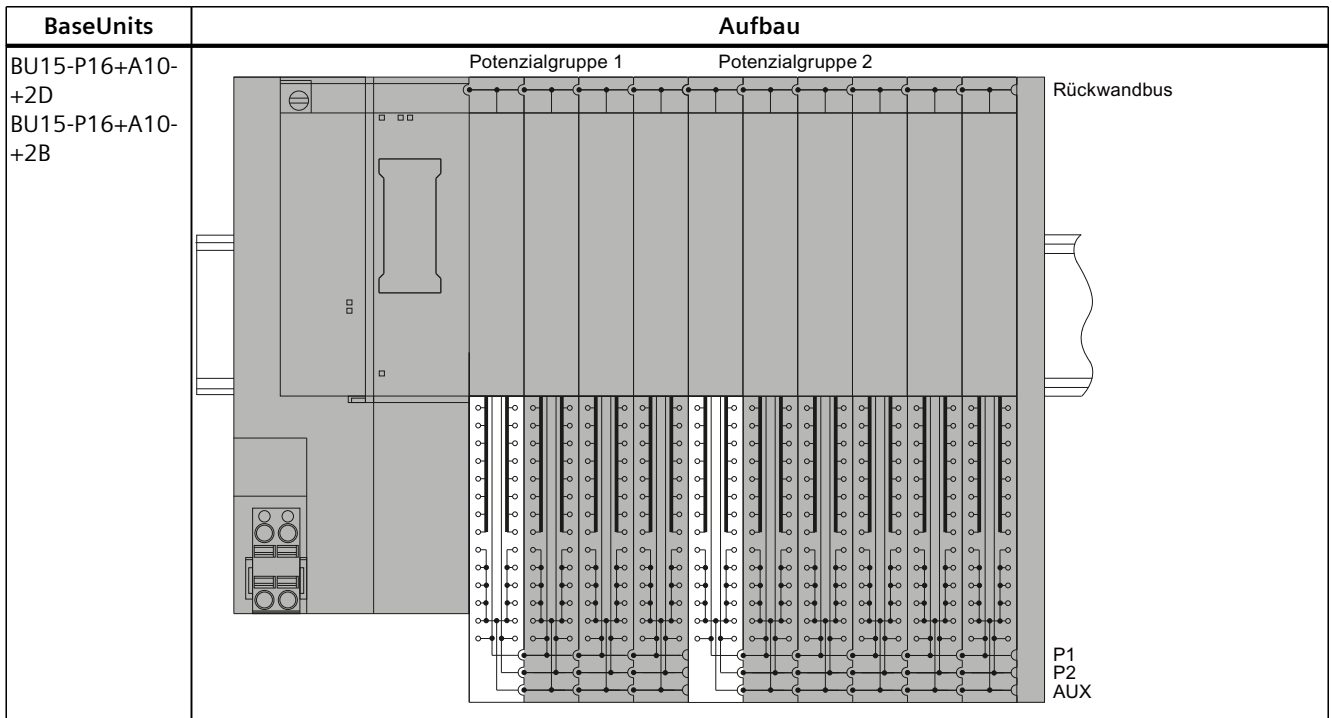 BaseUnits
Aufbau
BU15-P16+A10-
+2D
BU15-P16+A10-
+2B
Potenzialgruppe 1
Potenzialgruppe 2
Rückwandbus
P1
P2
AUX